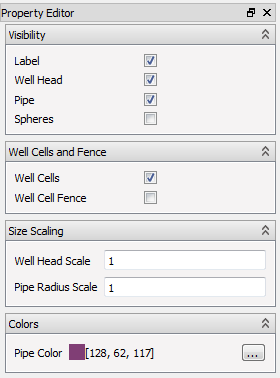 Property Editor
Visibility
Label
Well Head
Pipe
Spheres
Well Cells and Fence
Well Cells
Well Cell Fence
Size Scaling
Well Head Scale 1
Pipe Radius Scale 1
Colors
Pipe Color [128, 62, 117] ...